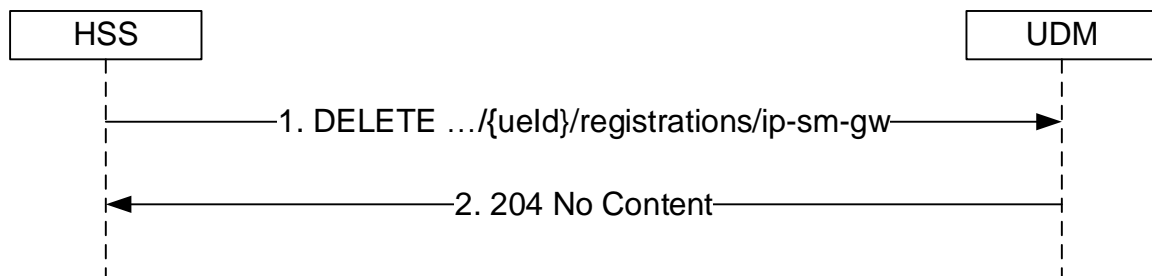 HSS
UDM
1. DELETE …/{ueId}/registrations/ip-sm-gw
2. 204 No Content